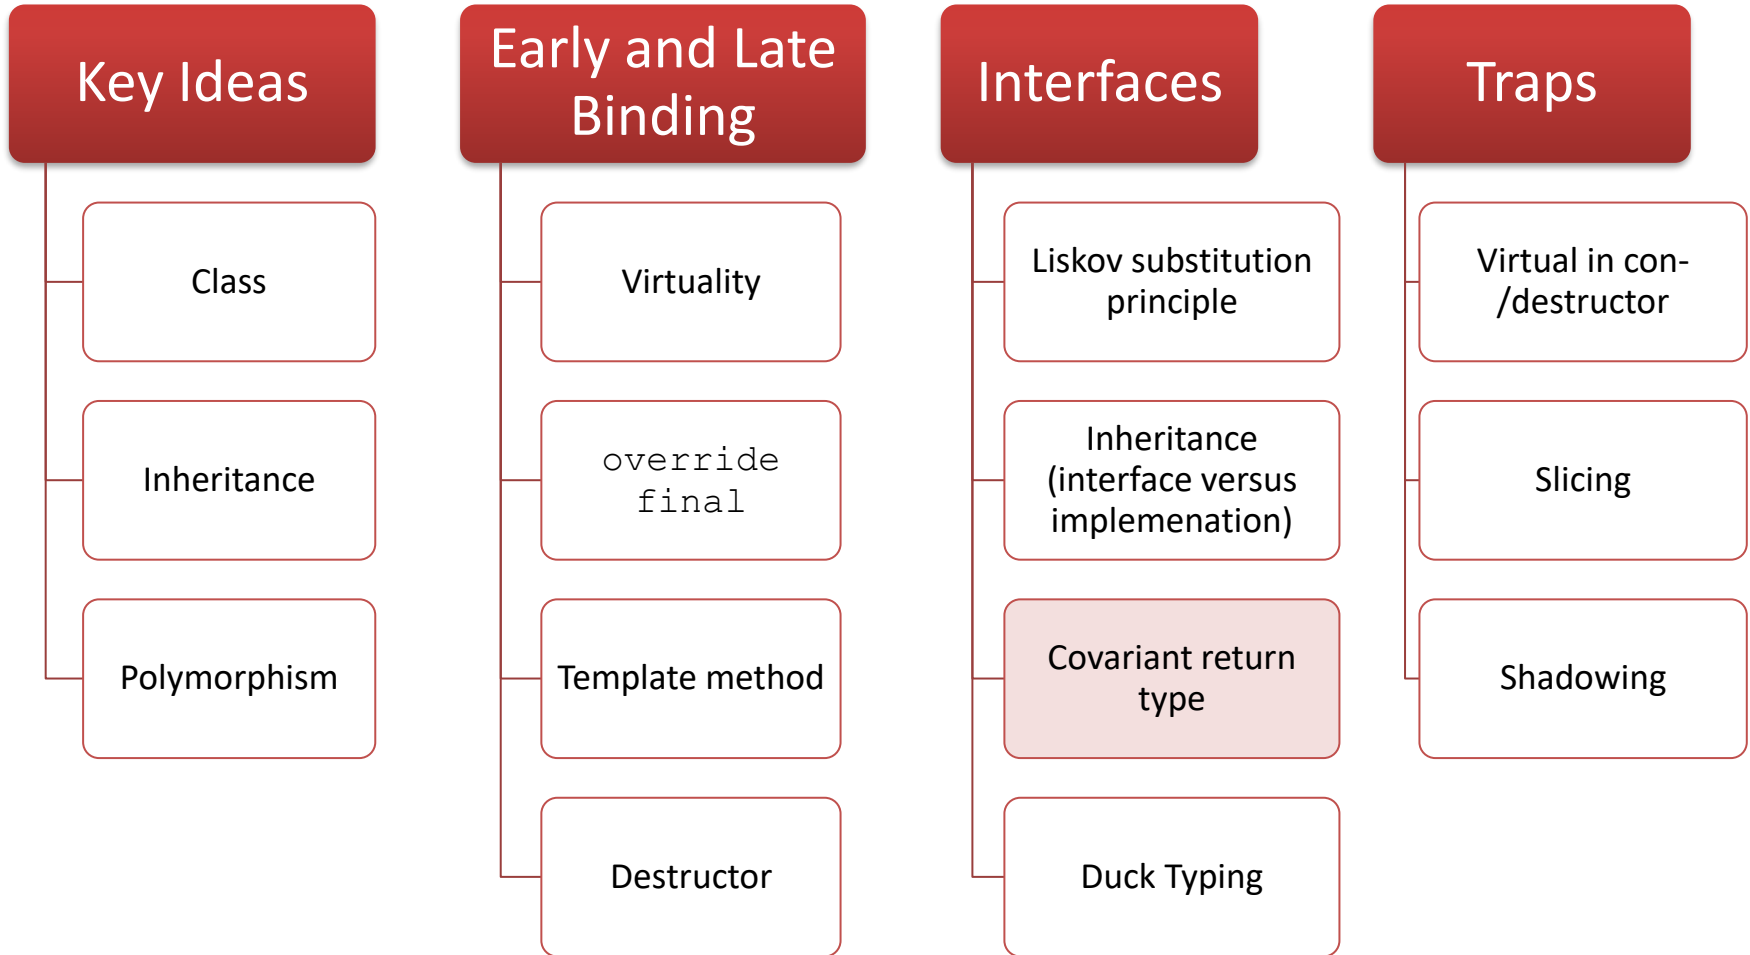 Key Ideas
Class
Inheritance
Polymorphism
Early and Late
Binding
Virtuality
override
final
Template method
Destructor
Interfaces
Liskov substitution
principle
Inheritance
(interface versus
implemenation)
Covariant return
type
Duck Typing
Traps
Virtual in con-
/destructor
Slicing
Shadowing